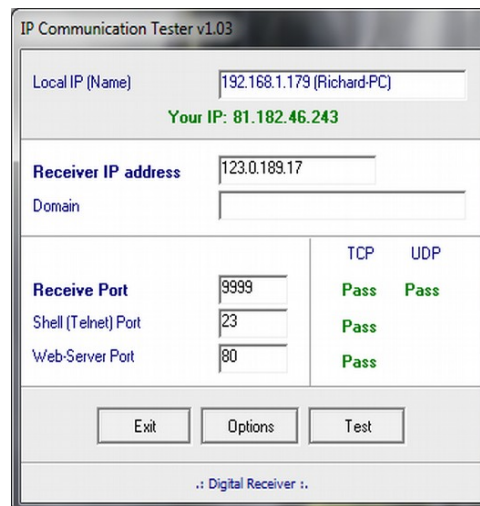 IP Communication Tester v1.03
Local IP (Name) 192.168.1.179 (Richard-PC)
Your IP: 81.182.46.243
Receiver IP address 123.0.189.17
Domain
TCP UDP
Receive Port 9999 Pass Pass
Shell (Telnet) Port 23 Pass
Web-Server Port 80 Pass
Exit Options Test
.: Digital Receiver :.